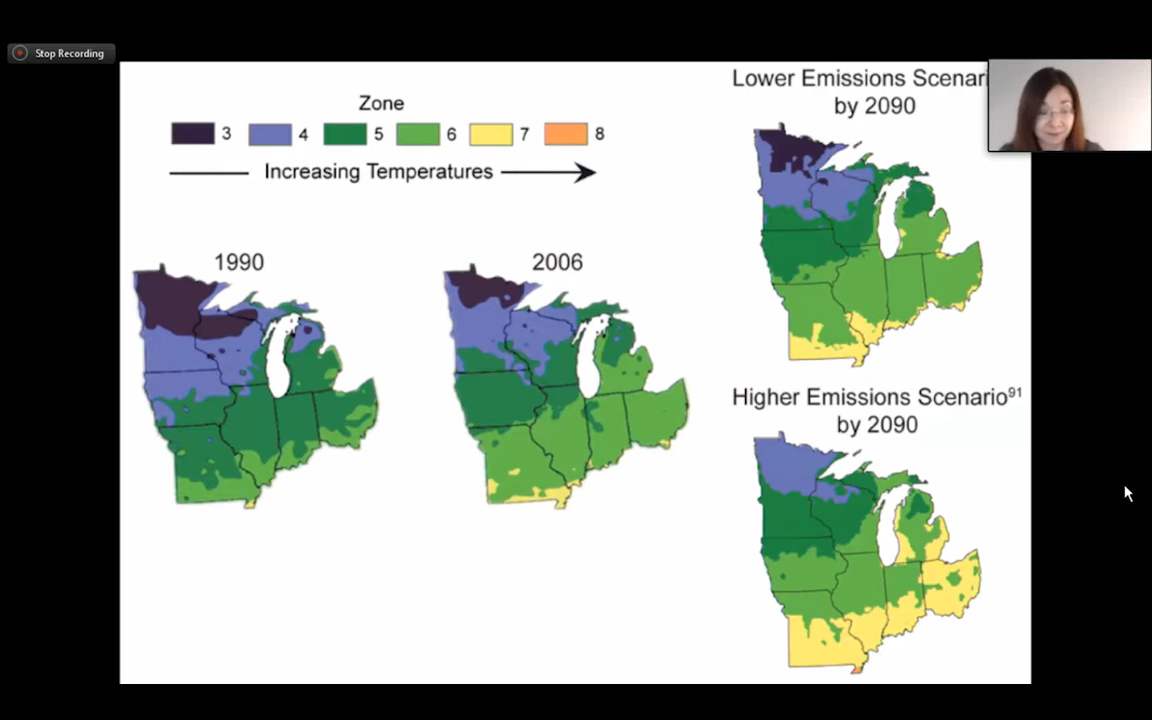 Stop Recording
Zone
3 4 5 6 7 8
Increasing Temperatures
1990
2006
Lower Emissions Scenari
by 2090
Higher Emissions Scenario91
by 2090